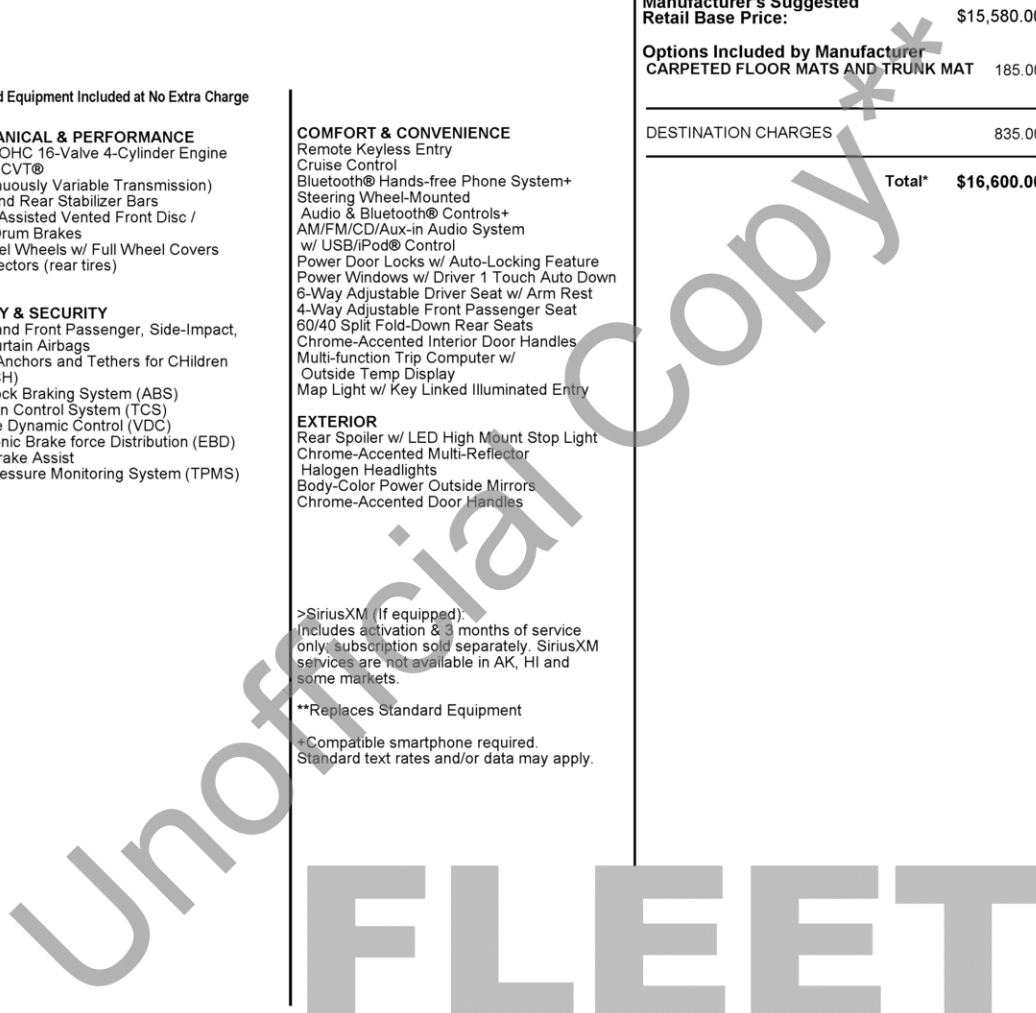 d Equipment Included at No Extra Charge
ANICAL & PERFORMANCE
OHC 16-Valve 4-Cylinder Engine
CVT®
nuously Variable Transmission)
nd Rear Stabilizer Bars
Assisted Vented Front Disc /
rum Brakes
el Wheels w/ Full Wheel Covers
ectors (rear tires)
Y & SECURITY
and Front Passenger, Side-Impact,
urtain Airbags
Anchors and Tethers for CHildren
CH)
ock Braking System (ABS)
on Control System (TCS)
e Dynamic Control (VDC)
onic Brake force Distribution (EBD)
rake Assist
ressure Monitoring System (TPMS)
COMFORT & CONVENIENCE
Remote Keyless Entry
Cruise Control
Bluetooth® Hands-free Phone System+
Steering Wheel-Mounted
Audio & Bluetooth® Controls+
AM/FM/CD/Aux-in Audio System
w/ USB/iPod® Control
Power Door Locks w/ Auto-Locking Feature
Power Windows w/ Driver 1 Touch Auto Down
6-Way Adjustable Driver Seat w/ Arm Rest
4-Way Adjustable Front Passenger Seat
60/40 Split Fold-Down Rear Seats
Chrome-Accented Interior Door Handles
Multi-function Trip Computer w/
Outside Temp Display
Map Light w/ Key Linked Illuminated Entry
EXTERIOR
Rear Spoiler w/ LED High Mount Stop Light
Chrome-Accented Multi-Reflector
Halogen Headlights
Body-Color Power Outside Mirrors
Chrome-Accented Door Handles
>SiriusXM (If equipped):
Includes activation & 3 months of service
only; subscription sold separately. SiriusXM
services are not available in AK, HI and
some markets.
**Replaces Standard Equipment
+Compatible smartphone required.
Standard text rates and/or data may apply.
Manufacturer's Suggested
Retail Base Price: $15,580.00
Options Included by Manufacturer
CARPETED FLOOR MATS AND TRUNK MAT 185.00
DESTINATION CHARGES 835.00
Total* $16,600.00
Unofficial Copy**
FLEET